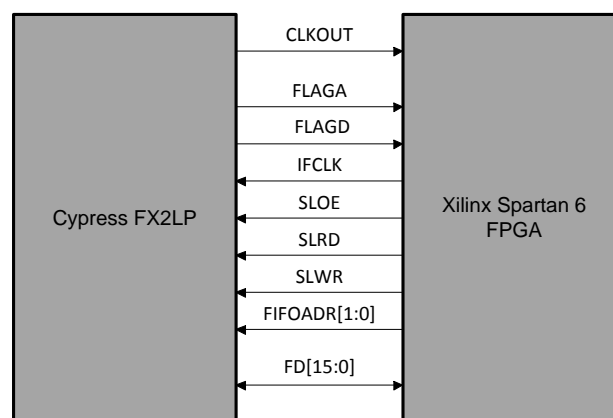 CLKOUT
FLAGA
FLAGD
IFCLK
SLOE
SLRD
SLWR
FIFOADR[1:0]
FD[15:0]
Cypress FX2LP
Xilinx Spartan 6
FPGA